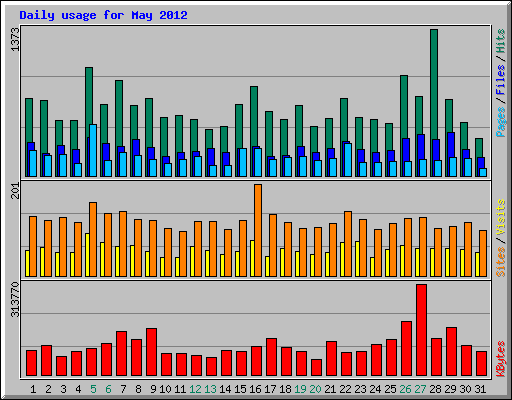 Daily usage for May 2012
1373
Pages / Files / Hits
201
Sites / Visits
313770
KBytes
1 2 3 4 5 6 7 8 9 10 11 12 13 14 15 16 17 18 19 20 21 22 23 24 25 26 27 28 29 30 31